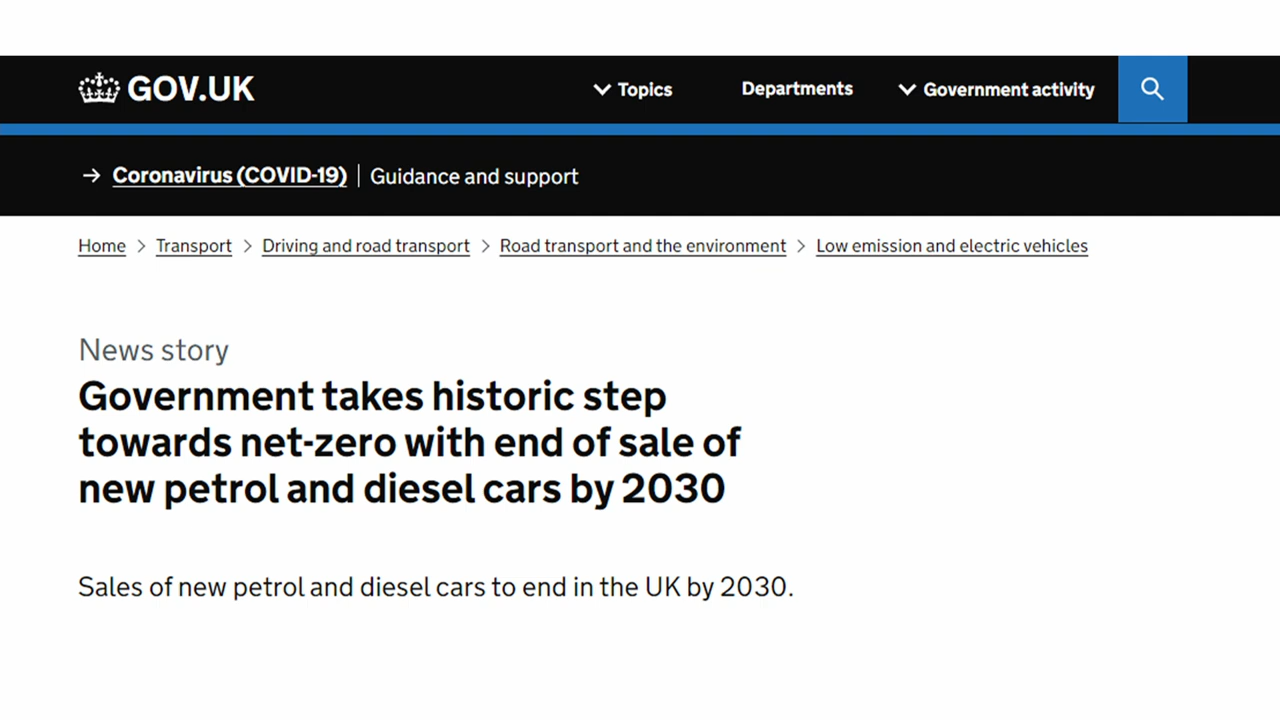 GOV.UK
Topics
Departments
Government activity
Coronavirus (COVID-19)
Guidance and support
Home
Transport
Driving and road transport
Road transport and the environment
Low emission and electric vehicles
News story
Government takes historic step
towards net-zero with end of sale of
new petrol and diesel cars by 2030
Sales of new petrol and diesel cars to end in the UK by 2030.